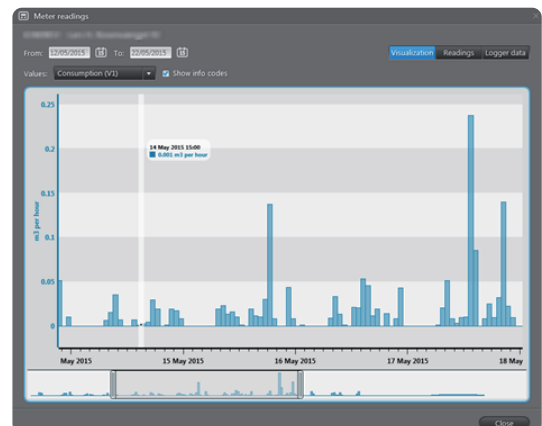 Meter readings
From: 12/05/2015 15 To: 22/05/2015 15
Visualization Readings Logger data
Values: Consumption (V1) Show info codes
0.25
14 May 2015 15:00
0.001 m3 per hour
0.2
0.15
m3 per hour
0.1
0.05
0
May 2015 15 May 2015 16 May 2015 17 May 2015 18 May
Close